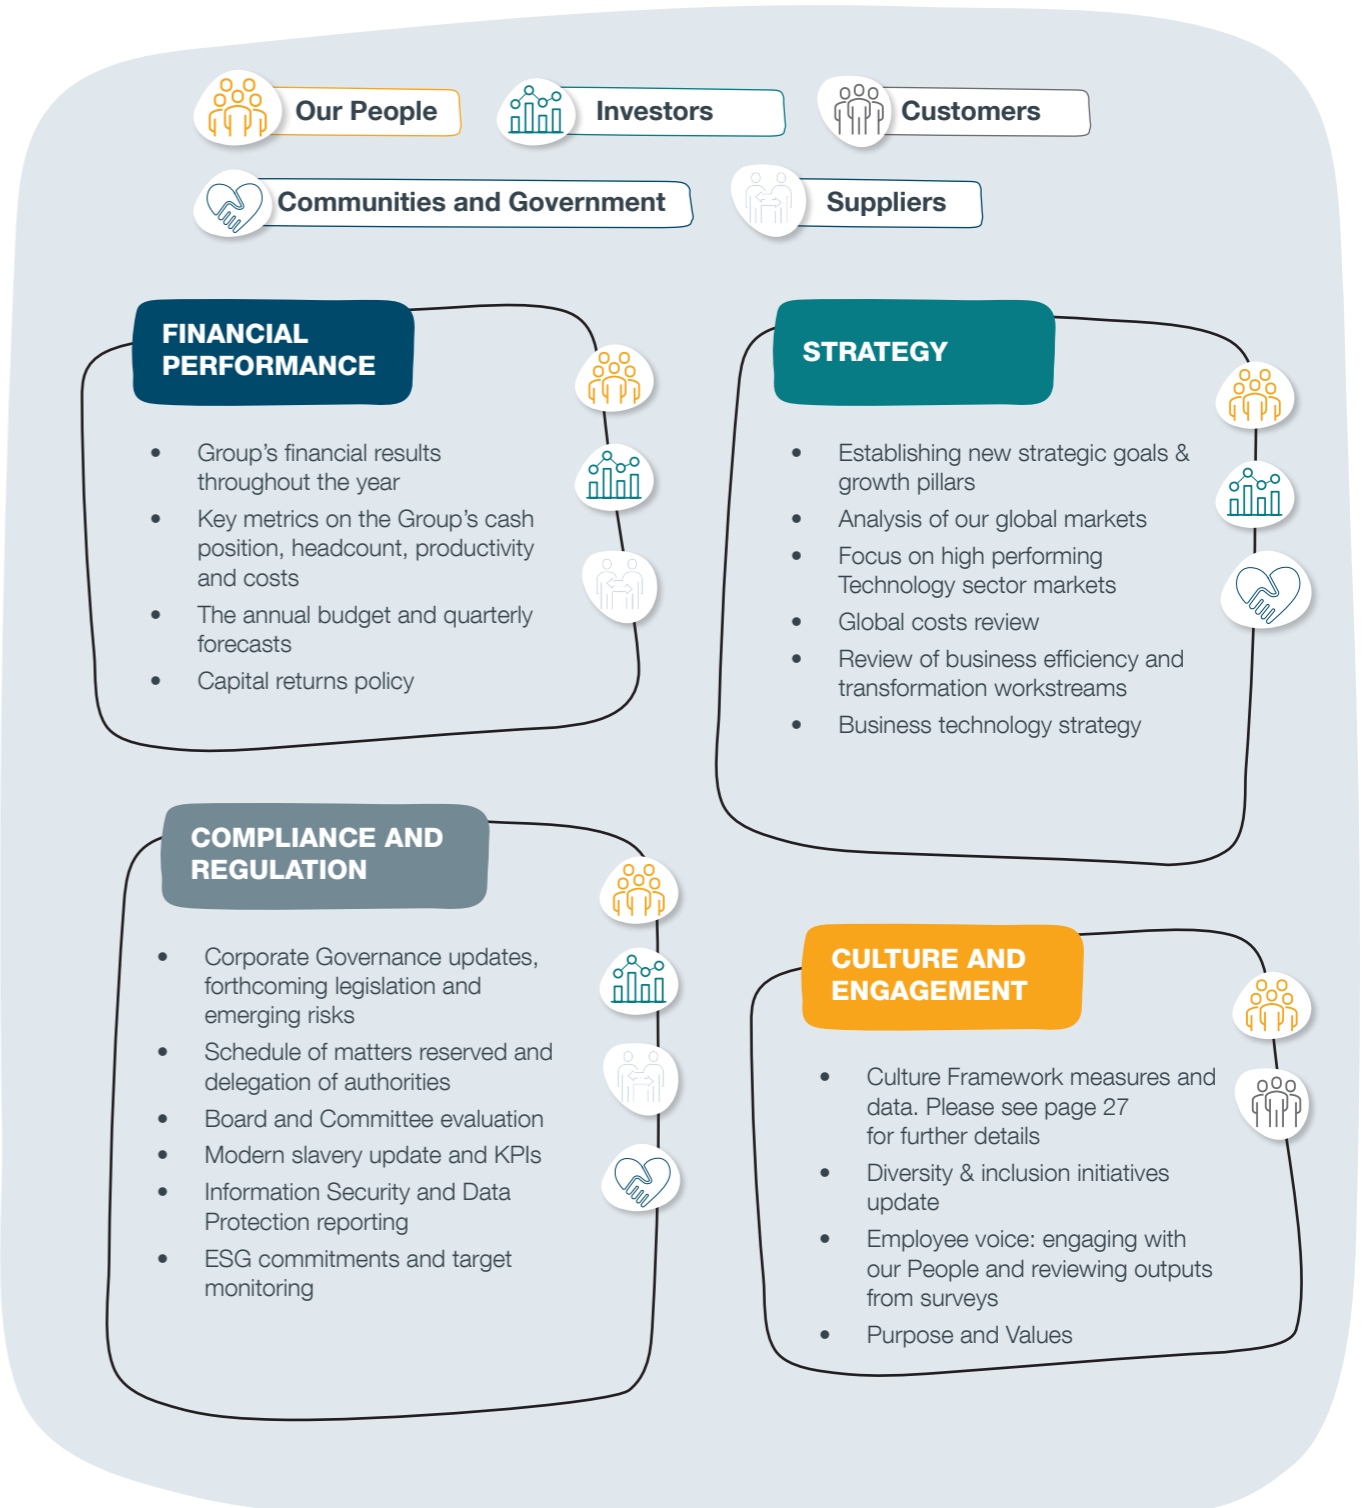 Our People
Investors
Customers
Communities and Government
Suppliers
FINANCIAL
PERFORMANCE
• Group’s financial results
throughout the year
• Key metrics on the Group’s cash
position, headcount, productivity
and costs
• The annual budget and quarterly
forecasts
• Capital returns policy
STRATEGY
• Establishing new strategic goals &
growth pillars
• Analysis of our global markets
• Focus on high performing
Technology sector markets
• Global costs review
• Review of business efficiency and
transformation workstreams
• Business technology strategy
COMPLIANCE AND
REGULATION
• Corporate Governance updates,
forthcoming legislation and
emerging risks
• Schedule of matters reserved and
delegation of authorities
• Board and Committee evaluation
• Modern slavery update and KPIs
• Information Security and Data
Protection reporting
• ESG commitments and target
monitoring
CULTURE AND
ENGAGEMENT
• Culture Framework measures and
data. Please see page 27
for further details
• Diversity & inclusion initiatives
update
• Employee voice: engaging with
our People and reviewing outputs
from surveys
• Purpose and Values